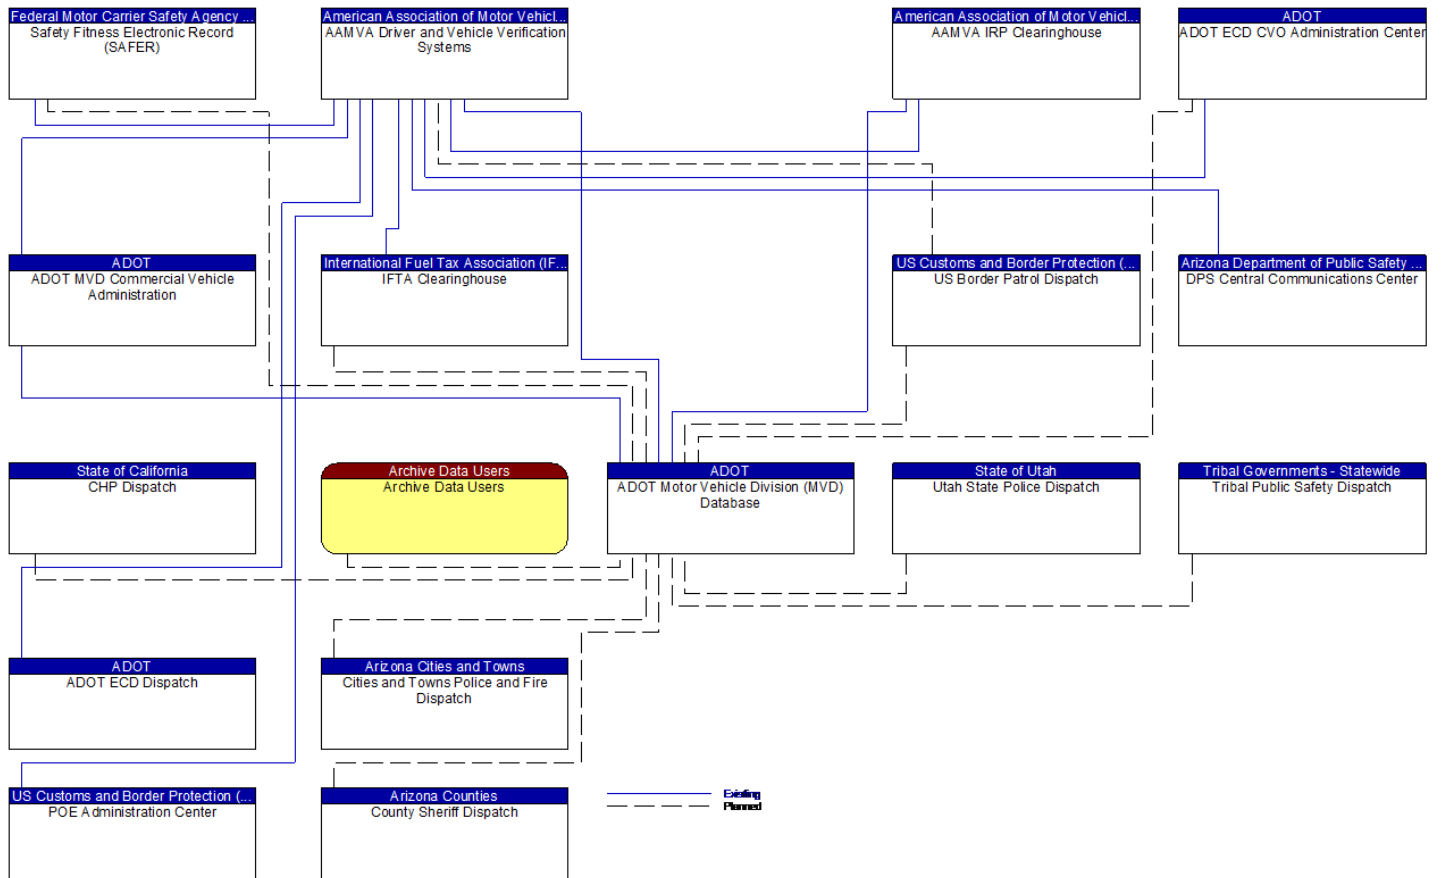 Federal Motor Carrier Safety Agency ...
Safety Fitness Electronic Record
(SAFER)
American Association of Motor Vehicl...
AAMVA Driver and Vehicle Verification
Systems
American Association of Motor Vehicl...
AAMVA IRP Clearinghouse
ADOT
ADOT ECD CVO Administration Center
ADOT
ADOT MVD Commercial Vehicle
Administration
International Fuel Tax Association (IF...
IFTA Clearinghouse
US Customs and Border Protection (...
US Border Patrol Dispatch
Arizona Department of Public Safety ...
DPS Central Communications Center
State of California
CHP Dispatch
Archive Data Users
Archive Data Users
ADOT
ADOT Motor Vehicle Division (MVD)
Database
State of Utah
Utah State Police Dispatch
Tribal Governments - Statewide
Tribal Public Safety Dispatch
ADOT
ADOT ECD Dispatch
Arizona Cities and Towns
Cities and Towns Police and Fire
Dispatch
US Customs and Border Protection (...
POE Administration Center
Arizona Counties
County Sheriff Dispatch
Existing
Planned